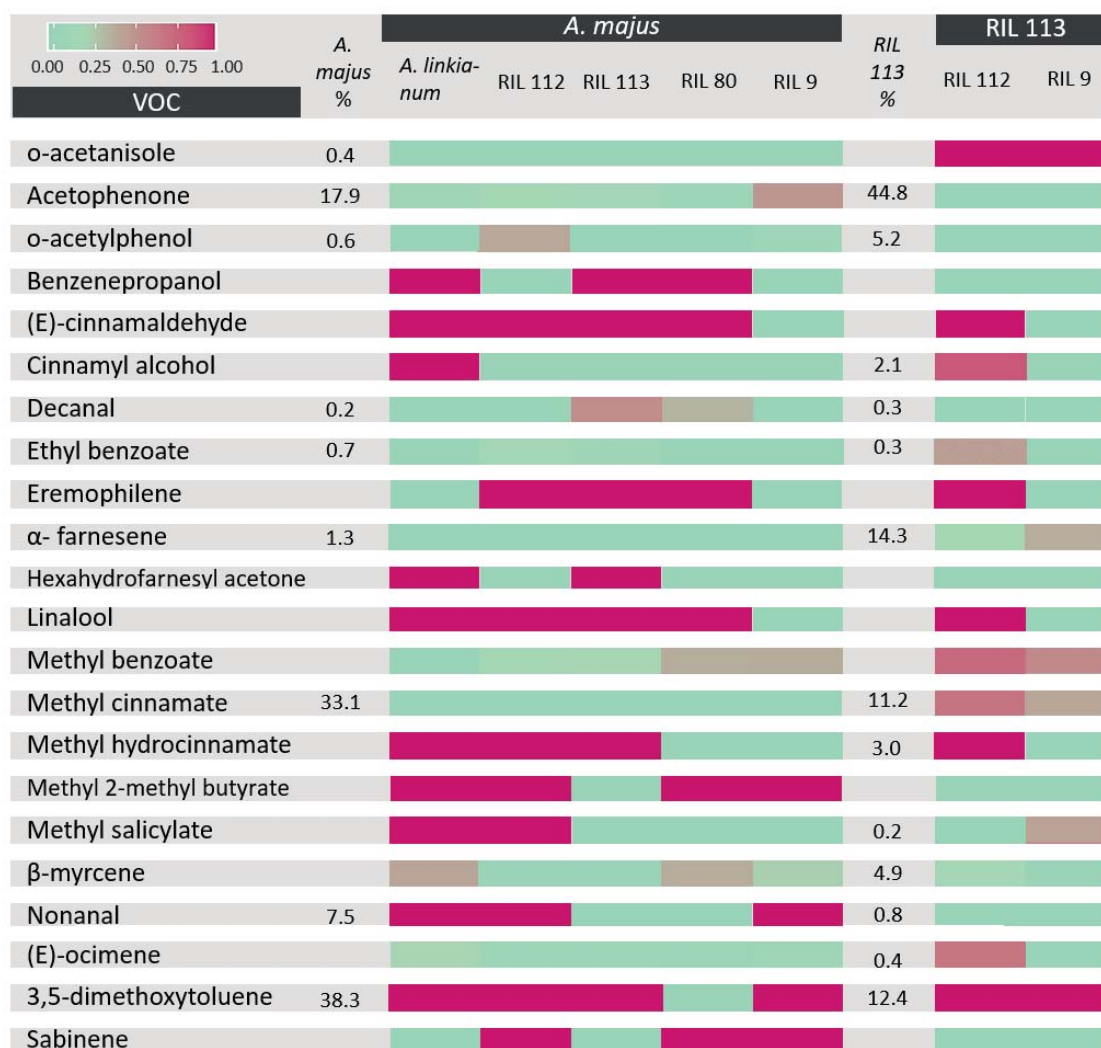 A. majus
RIL 113
0.00 0.25 0.50 0.75 1.00
VOC
A. majus %
A. linkia-num
RIL 112 RIL 113 RIL 80 RIL 9
RIL 113 %
RIL 112 RIL 9
o-acetanisole 0.4
Acetophenone 17.9 44.8
o-acetylphenol 0.6 5.2
Benzenepropanol
(E)-cinnamaldehyde
Cinnamyl alcohol 2.1
Decanal 0.2 0.3
Ethyl benzoate 0.7 0.3
Eremophilene
α- farnesene 1.3 14.3
Hexahydrofarnesyl acetone
Linalool
Methyl benzoate
Methyl cinnamate 33.1 11.2
Methyl hydrocinnamate 3.0
Methyl 2-methyl butyrate
Methyl salicylate 0.2
β-myrcene 4.9
Nonanal 7.5 0.8
(E)-ocimene 0.4
3,5-dimethoxytoluene 38.3 12.4
Sabinene